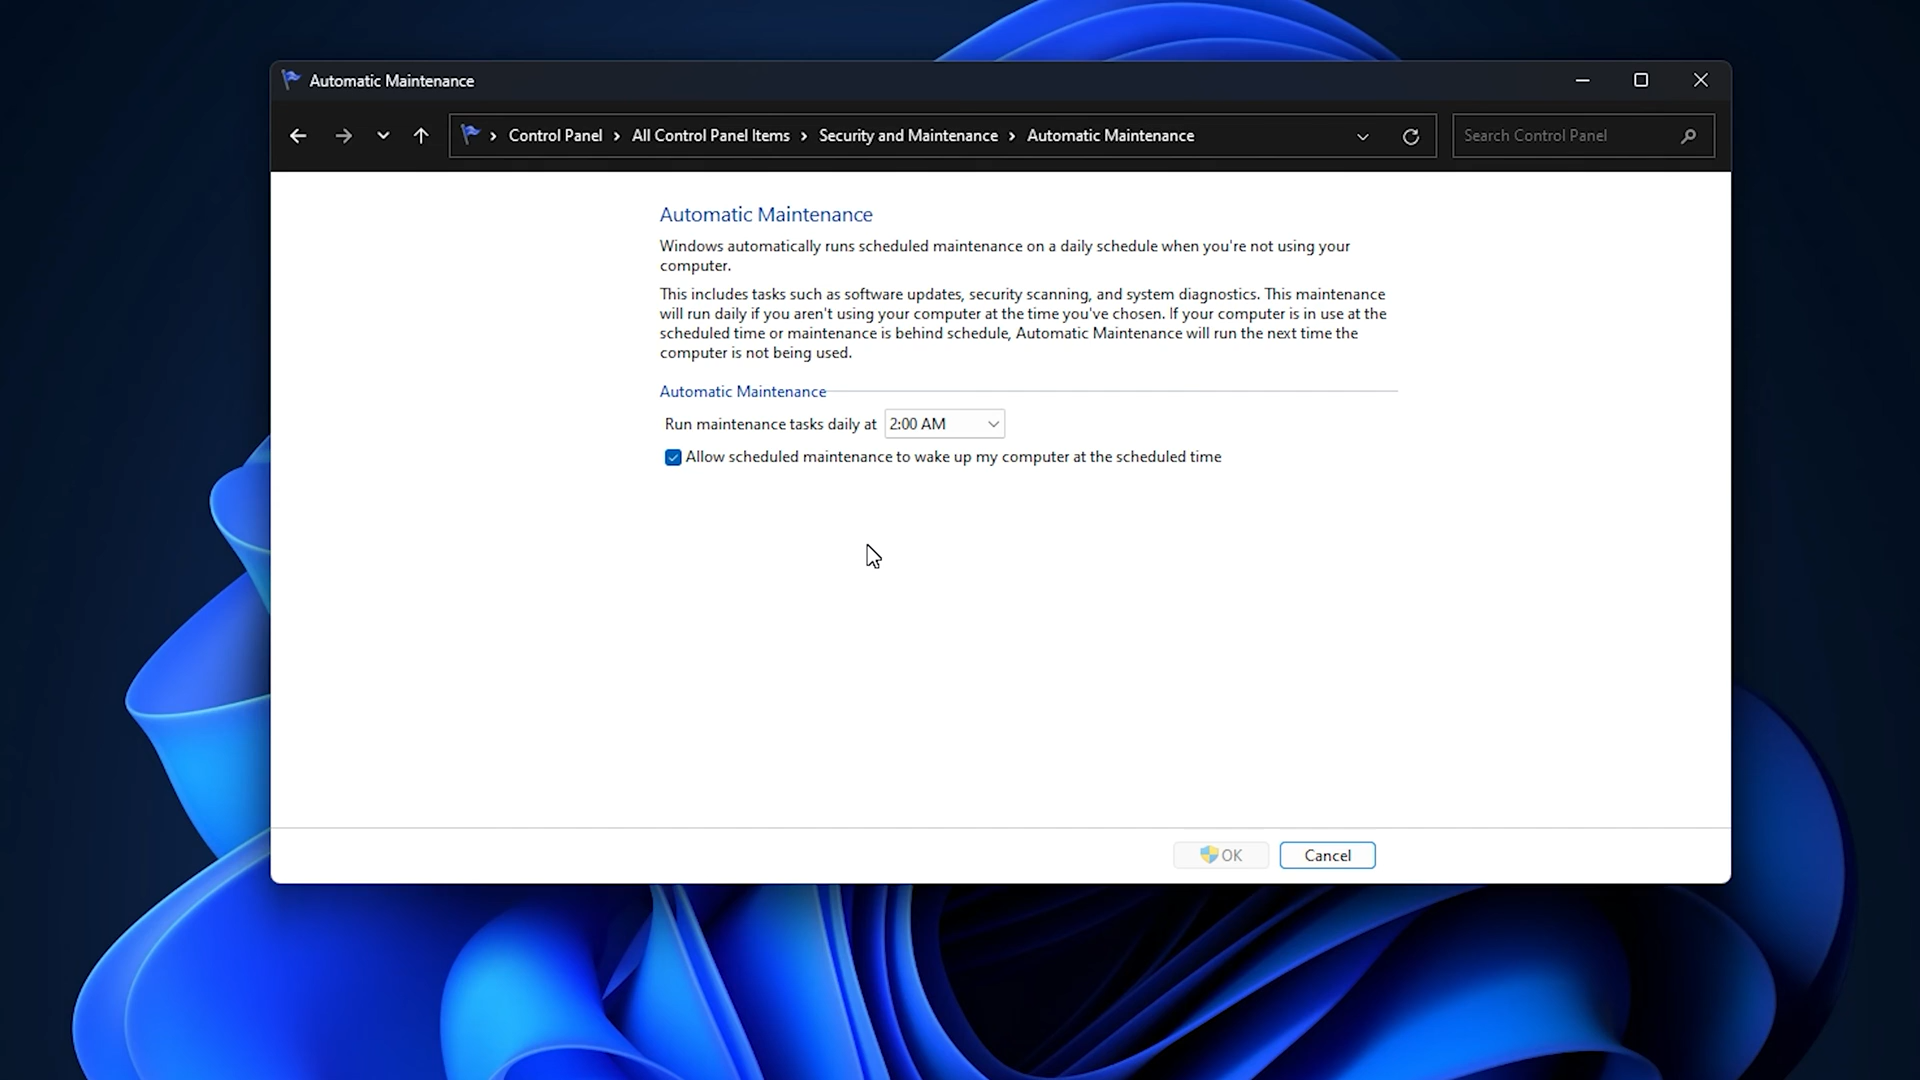 Automatic Maintenance
Control Panel > All Control Panel Items > Security and Maintenance > Automatic Maintenance
Search Control Panel
Automatic Maintenance
Windows automatically runs scheduled maintenance on a daily schedule when you're not using your
computer.
This includes tasks such as software updates, security scanning, and system diagnostics. This maintenance
will run daily if you aren't using your computer at the time you've chosen. If your computer is in use at the
scheduled time or maintenance is behind schedule, Automatic Maintenance will run the next time the
computer is not being used.
Automatic Maintenance
Run maintenance tasks daily at 2:00 AM
Allow scheduled maintenance to wake up my computer at the scheduled time
OK Cancel